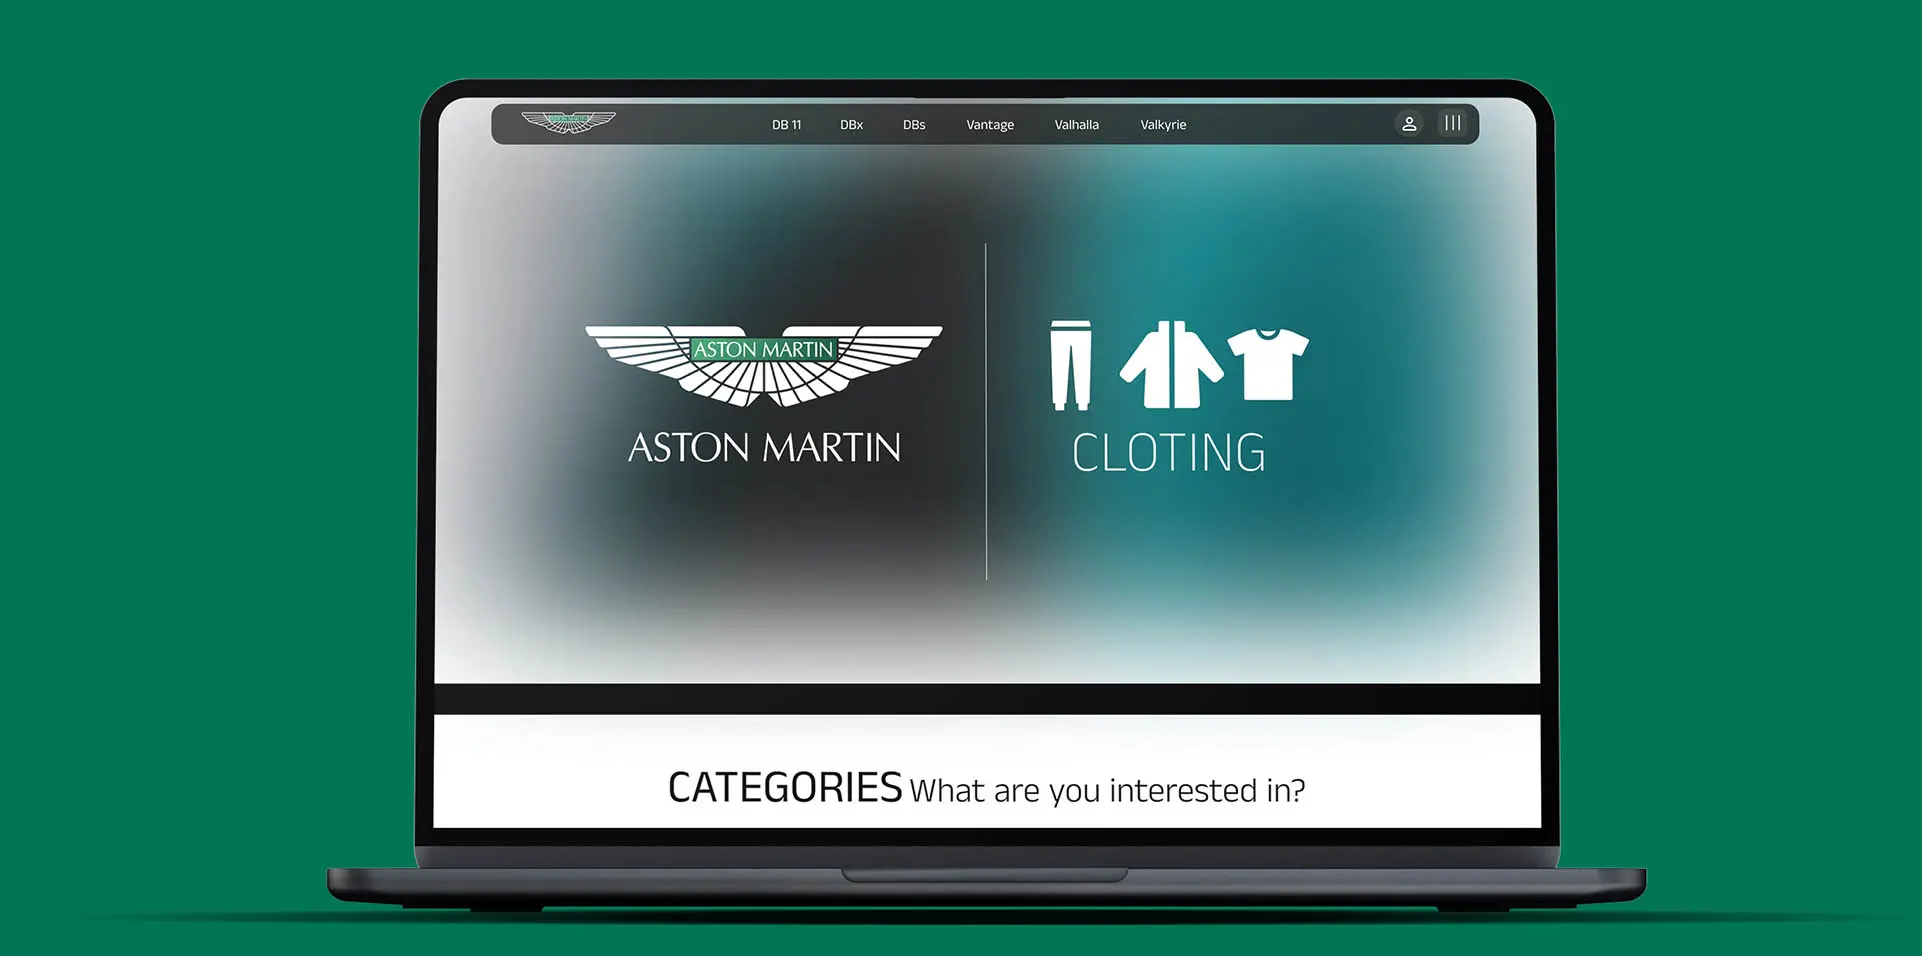 DB 11 DBx DBs Vantage Valhalla Valkyrie
ASTON MARTIN
ASTON MARTIN
CLOTING
CATEGORIES What are you interested in?